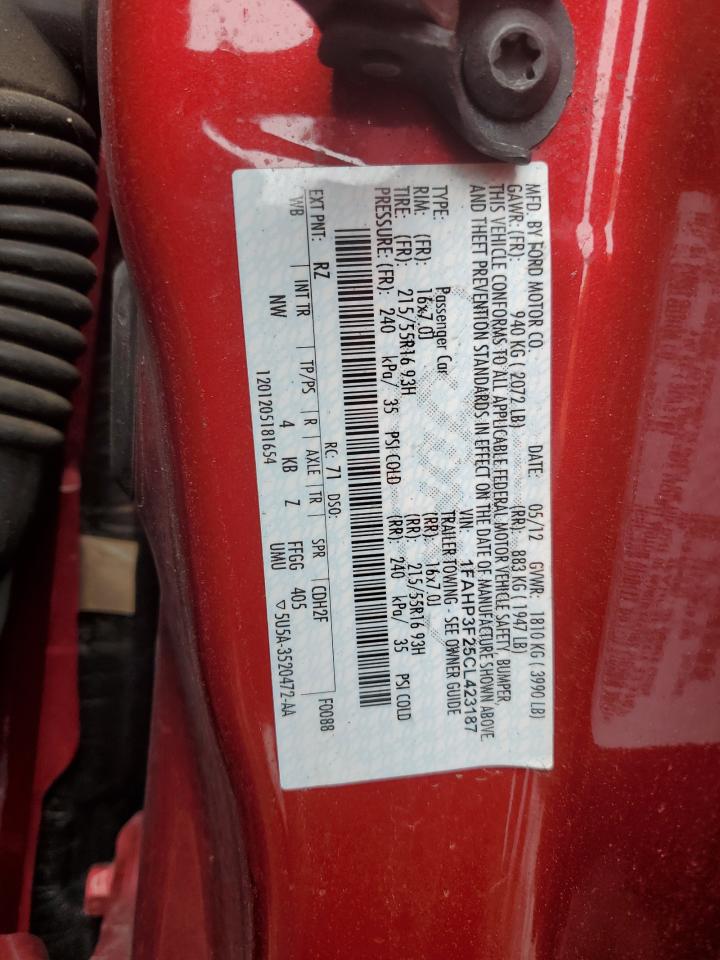 MFD BY FORD MOTOR CO. DATE: 05/12 GVWR: 1810 KG ( 3990 LB)
GAWR: (FR): 940 KG ( 2072 LB) (RR): 883 KG ( 1947 LB)
THIS VEHICLE CONFORMS TO ALL APPLICABLE FEDERAL MOTOR VEHICLE SAFETY, BUMPER,
AND THEFT PREVENTION STANDARDS IN EFFECT ON THE DATE OF MANUFACTURE SHOWN ABOVE
VIN: 1FAHP3F25CL423187
TYPE: Passenger Car TRAILER TOWING - SEE OWNER GUIDE
RIM: (FR): 16x7.0J (RR): 16x7.0J
TIRE: (FR): 215/55R16 93H (RR): 215/55R16 93H
PRESSURE: (FR): 240 kPa/ 35 PSI COLD (RR): 240 kPa/ 35 PSI COLD
EXT PNT: RZ RC: 71 DSO: F0088
WB INT TR TP/PS R AXLE TR SPR CDH2F
NW 4 KB Z FFGG 405
UMU
1201205181654 ▽5U5A-3520472-AA